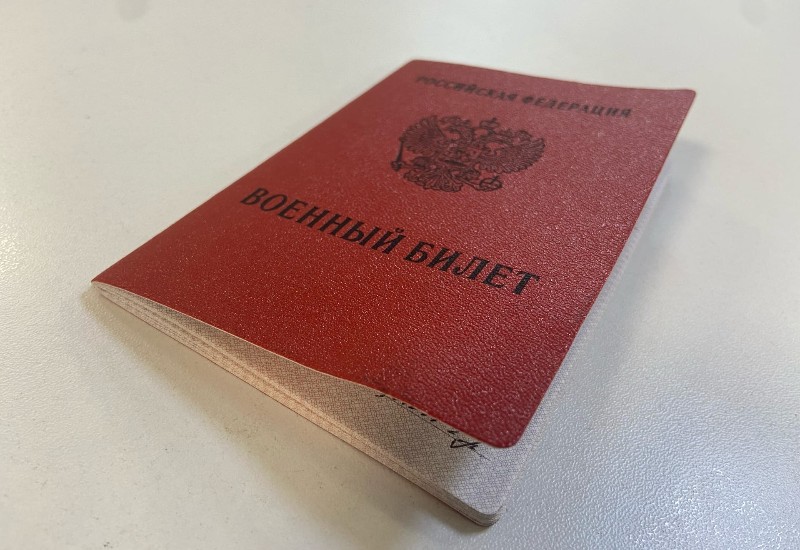 РОССИЙСКАЯ ФЕДЕРАЦИЯ
ВОЕННЫЙ БИЛЕТ